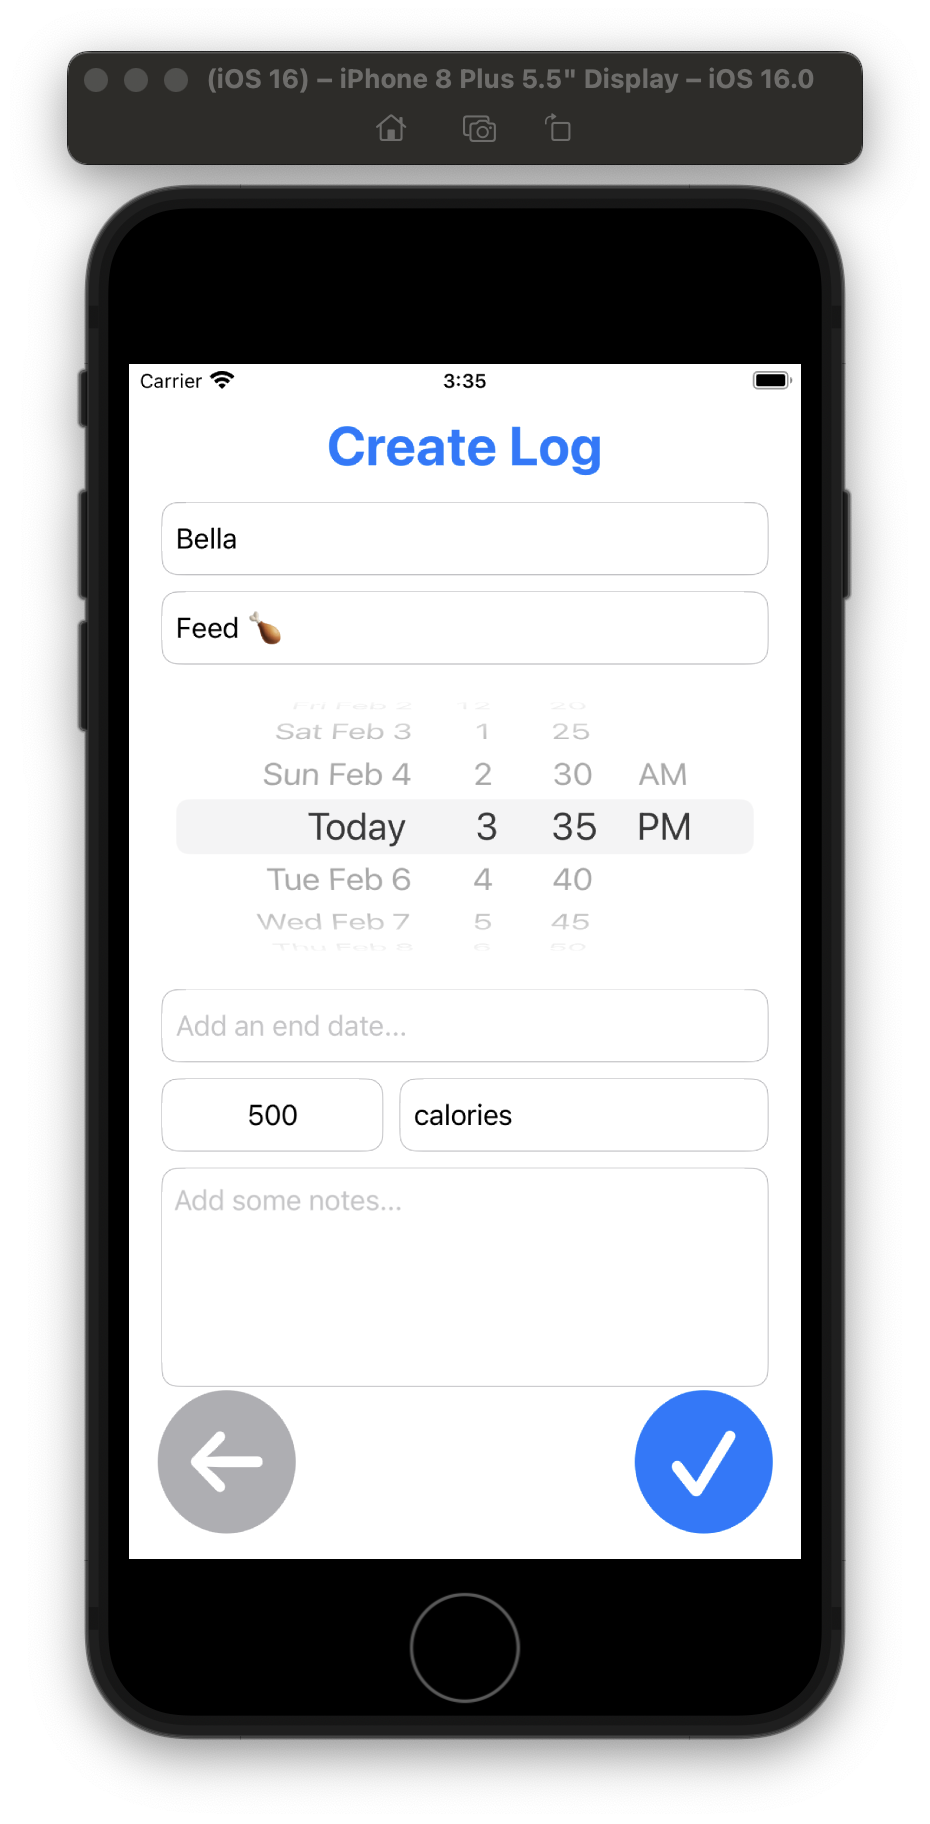 (iOS 16) – iPhone 8 Plus 5.5" Display – iOS 16.0
Carrier 3:35
Create Log
Bella
Feed 🍗
Fri Feb 2 12 20
Sat Feb 3 1 25
Sun Feb 4 2 30 AM
Today 3 35 PM
Tue Feb 6 4 40
Wed Feb 7 5 45
Thu Feb 8 6 50
Add an end date...
500 calories
Add some notes...